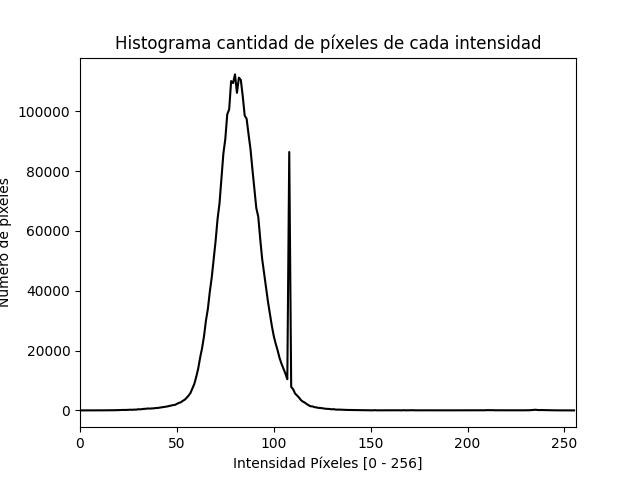 Histograma cantidad de píxeles de cada intensidad
Número de píxeles
100000
80000
60000
40000
20000
0
0 50 100 150 200 250
Intensidad Píxeles [0 - 256]